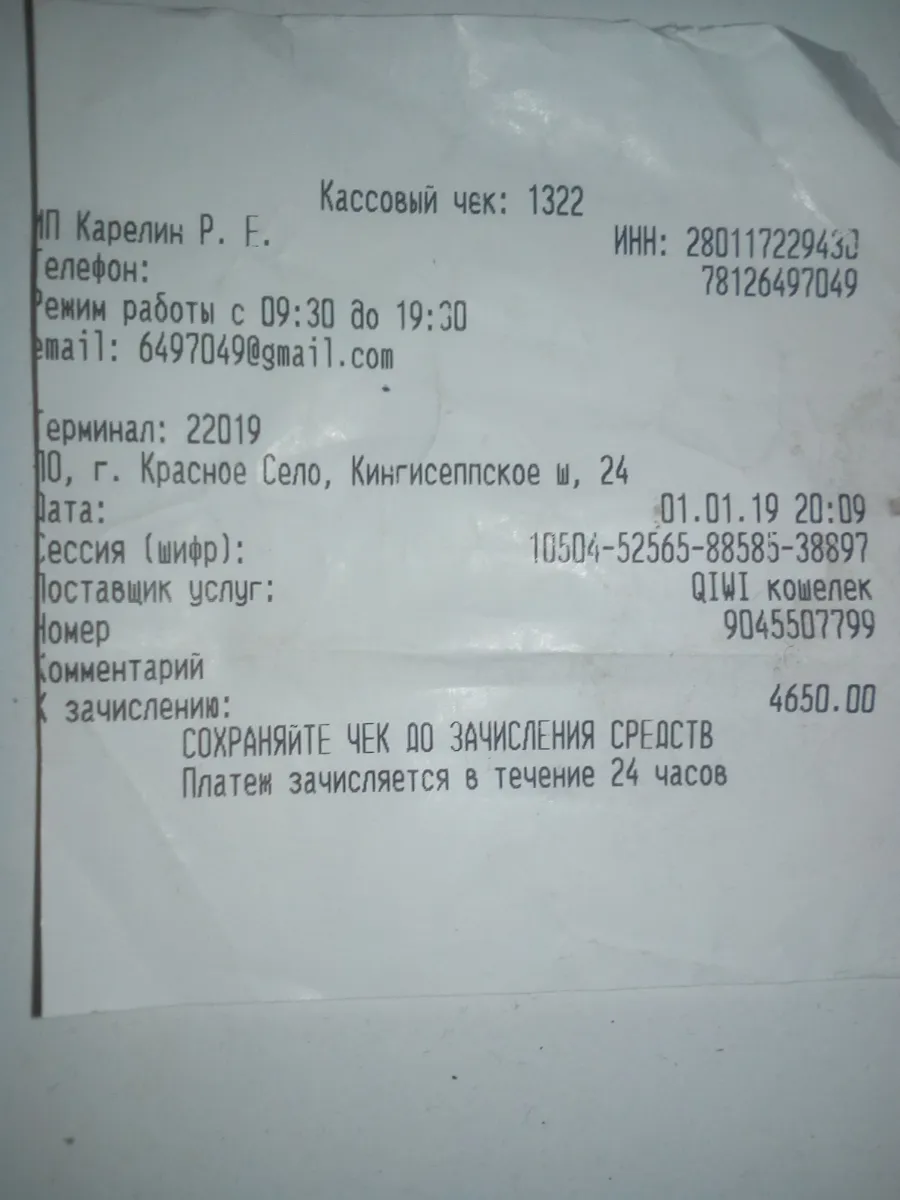 Кассовый чек: 1322
ИП Карелин Р. Е.
ИНН: 280117229430
Телефон: 78126497049
Режим работы с 09:30 до 19:30
email: 6497049@gmail.com
Терминал: 22019
ЛО, г. Красное Село, Кингисеппское ш, 24
Дата: 01.01.19 20:09
Сессия (шифр): 10504-52565-88585-38897
Поставщик услуг: QIWI кошелек
Номер 9045507799
Комментарий
К зачислению: 4650.00
СОХРАНЯЙТЕ ЧЕК ДО ЗАЧИСЛЕНИЯ СРЕДСТВ
Платеж зачисляется в течение 24 часов